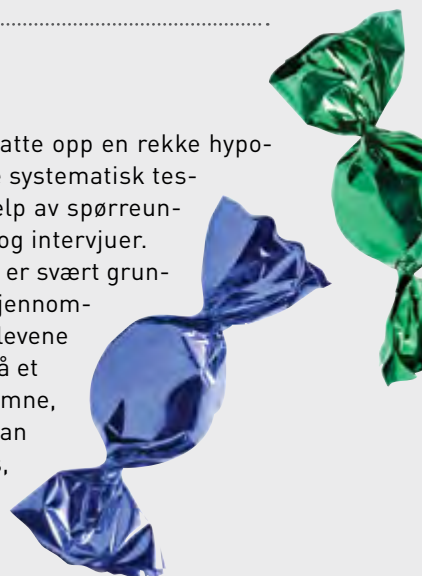 atte opp en rekke hypo-
systematisk tes-
elp av spørreun-
og intervjuer.
er svært grun-
jennom-
levene
å et
mne,
an